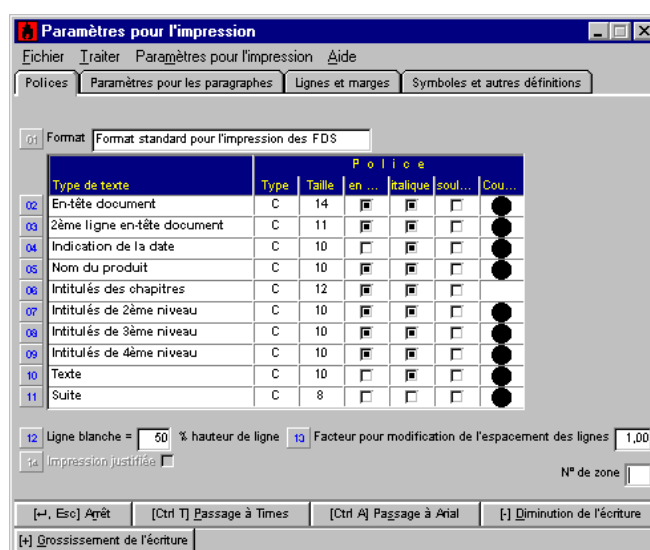 Paramètres pour l'impression
Fichier Traiter Paramètres pour l'impression Aide
Polices Paramètres pour les paragraphes Lignes et marges Symboles et autres définitions
01 Format Format standard pour l'impression des FDS
Police
Type de texte Type Taille en ... italique soul... Cou...
02 En-tête document C 14
03 2ème ligne en-tête document C 11
04 Indication de la date C 10
05 Nom du produit C 10
06 Intitulés des chapitres C 12
07 Intitulés de 2ème niveau C 10
08 Intitulés de 3ème niveau C 10
09 Intitulés de 4ème niveau C 10
10 Texte C 10
11 Suite C 8
12 Ligne blanche = 50 % hauteur de ligne 13 Facteur pour modification de l'espacement des lignes 1,00
14 Impression justifiée
N° de zone
[↵, Esc] Arrêt [Ctrl T] Passage à Times [Ctrl A] Passage à Arial [-] Diminution de l'écriture
[+] Grossissement de l'écriture